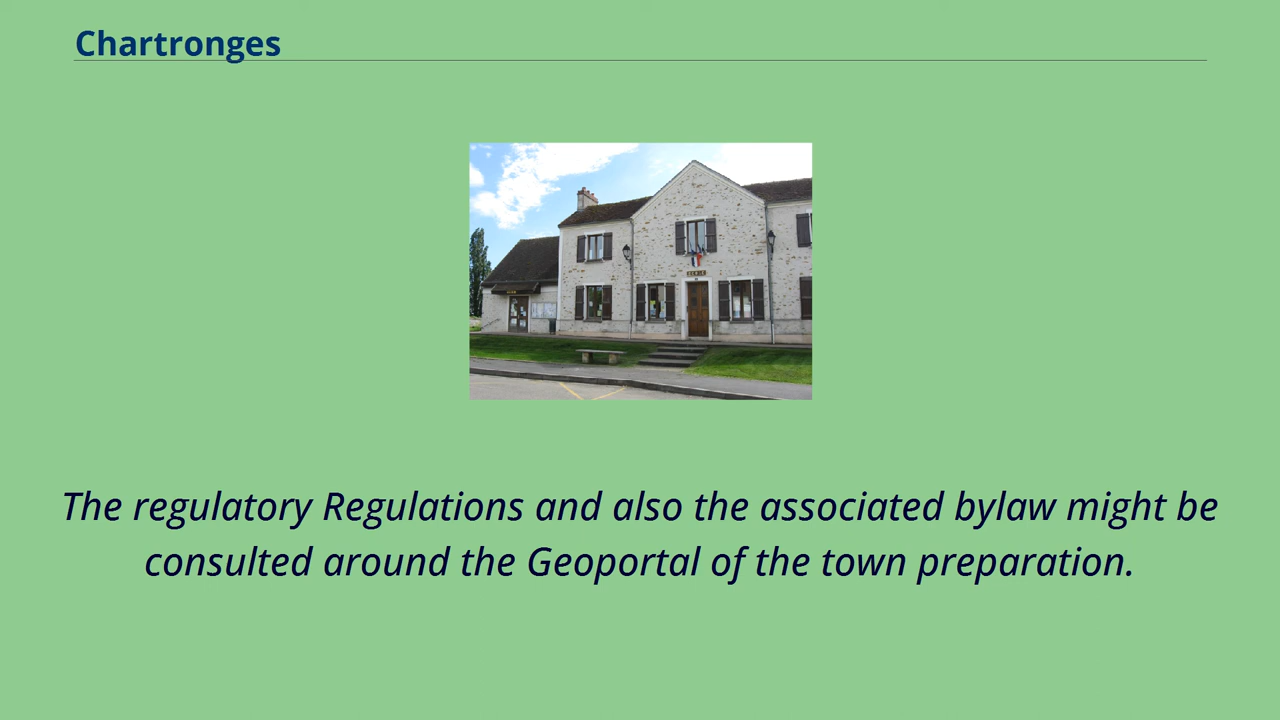 Chartronges
The regulatory Regulations and also the associated bylaw might be
consulted around the Geoportal of the town preparation.